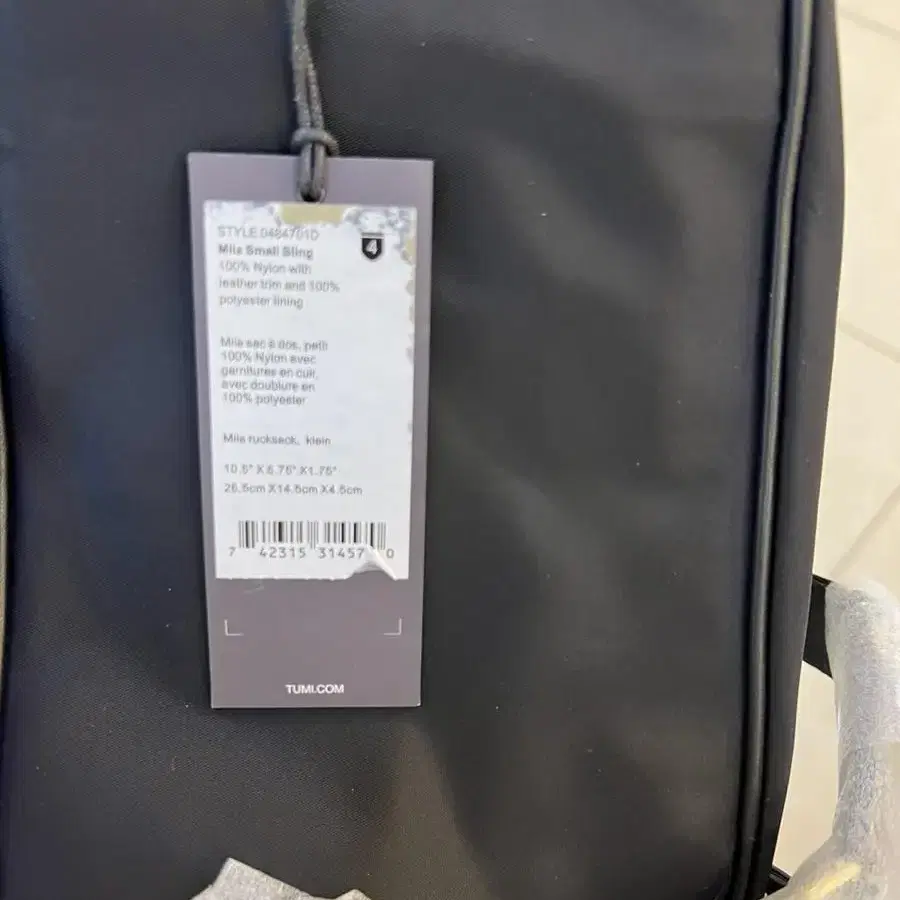 STYLE 0484701D
4
Mila Small Sling
100% Nylon with
leather trim and 100%
polyester lining
Mila sac à dos, petit
100% Nylon avec
garnitures en cuir,
avec doublure en
100% polyester
Mila rucksack, klein
10.5" X 5.75" X1.75"
26.5cm X14.5cm X4.5cm
7 42315 31457 0
TUMI.COM